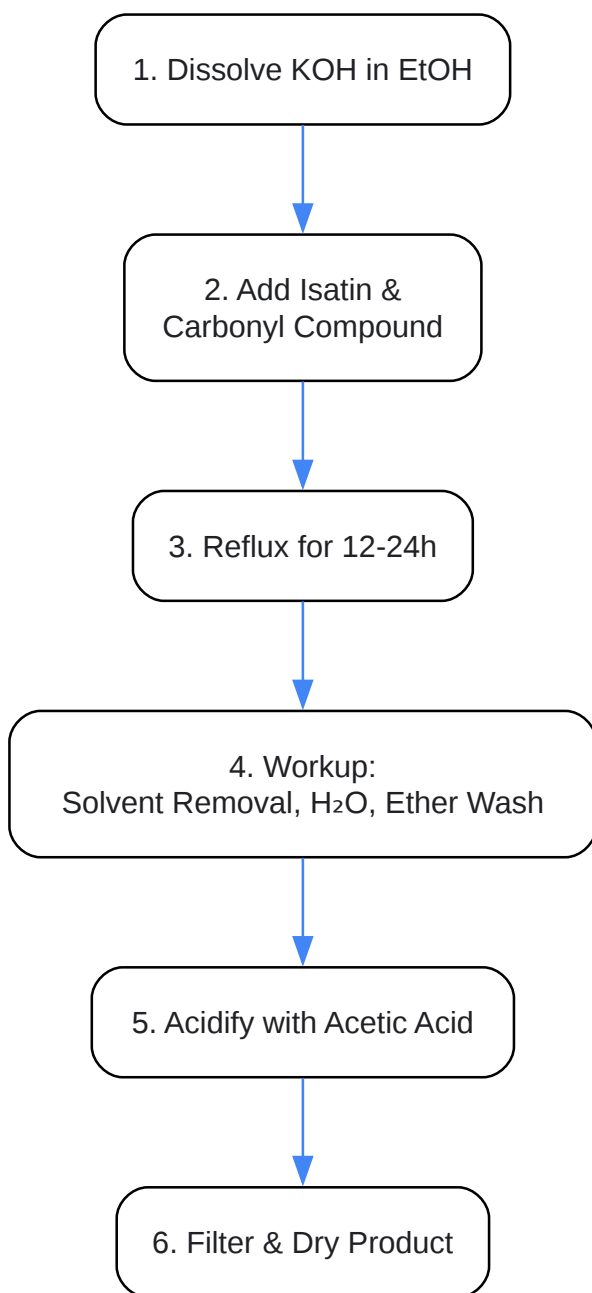 1. Dissolve KOH in EtOH
2. Add Isatin &
Carbonyl Compound
3. Reflux for 12-24h
4. Workup:
Solvent Removal, H₂O, Ether Wash
5. Acidify with Acetic Acid
6. Filter & Dry Product